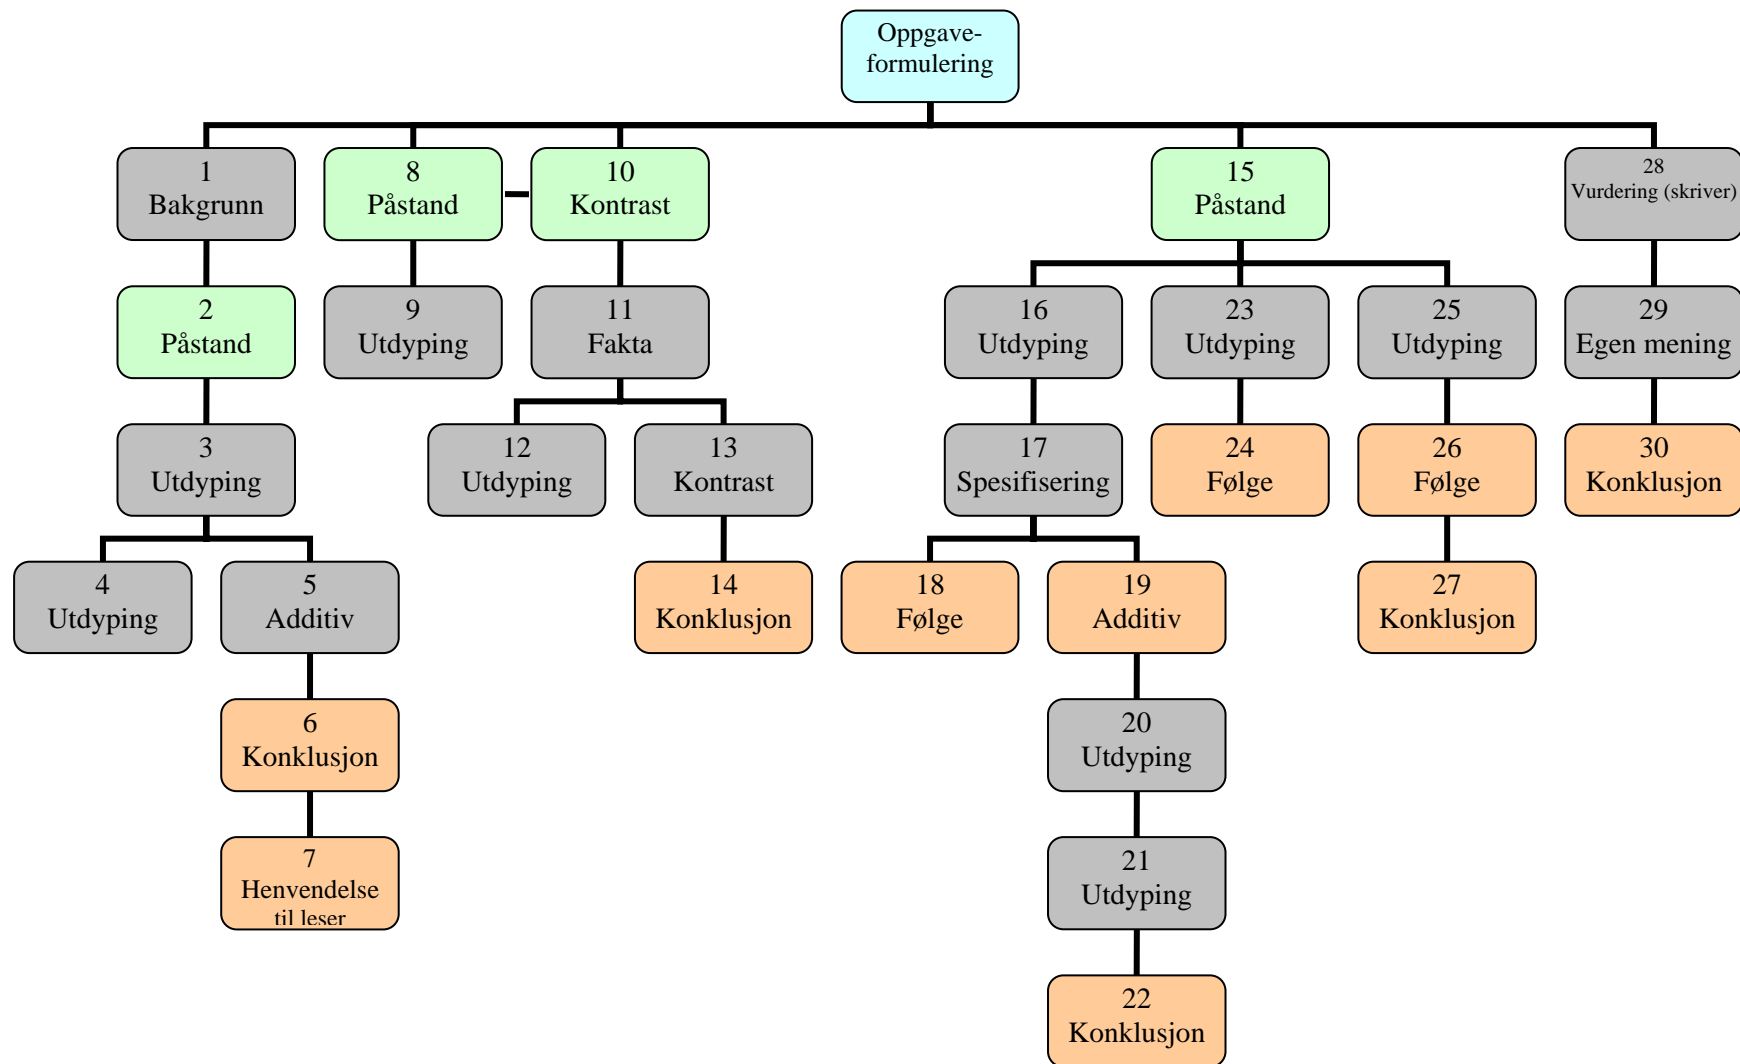 Oppgave-
formulering
1
Bakgrunn
8
Påstand
10
Kontrast
15
Påstand
28
Vurdering (skriver)
2
Påstand
9
Utdyping
11
Fakta
16
Utdyping
23
Utdyping
25
Utdyping
29
Egen mening
3
Utdyping
12
Utdyping
13
Kontrast
17
Spesifisering
24
Følge
26
Følge
30
Konklusjon
4
Utdyping
5
Additiv
14
Konklusjon
18
Følge
19
Additiv
27
Konklusjon
6
Konklusjon
20
Utdyping
7
Henvendelse
til leser
21
Utdyping
22
Konklusjon